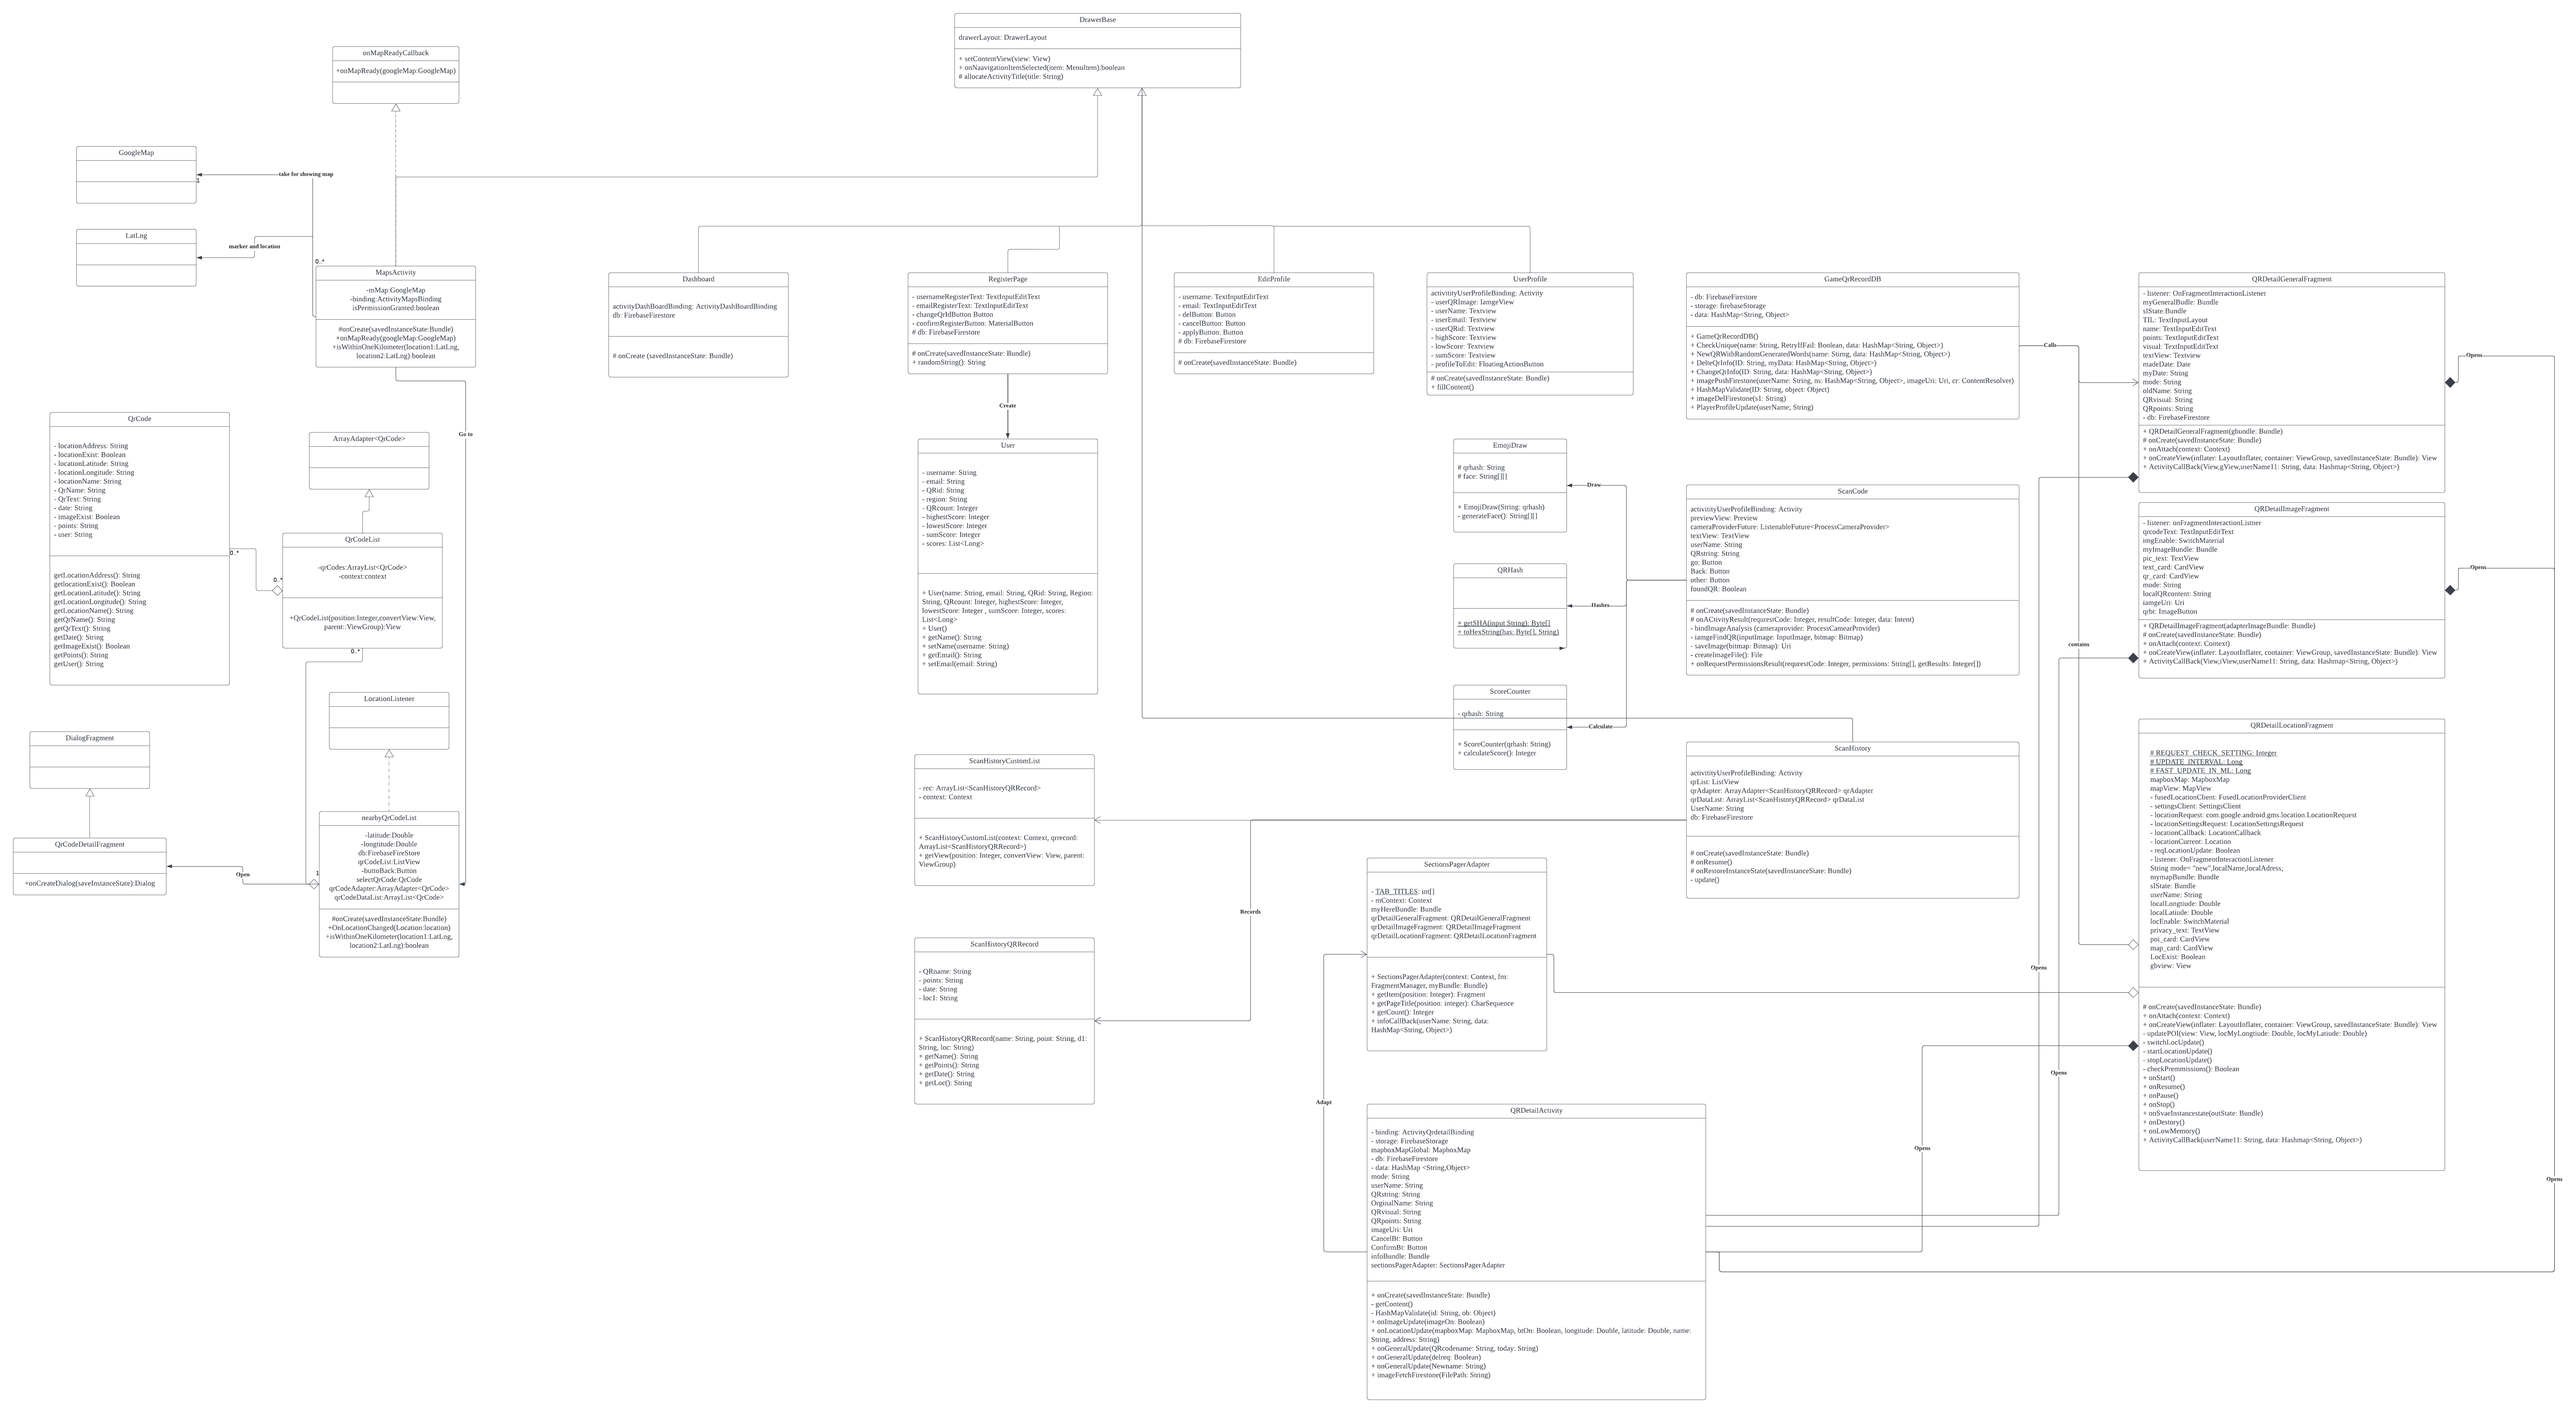 DrawerBase
drawerLayout: DrawerLayout
+ setContentView(view: View)
+ onNaavigationItemSelected(item: MenuItem):boolean
# allocateActivityTitle(title: String)
onMapReadyCallback
+onMapReady(googleMap:GoogleMap)
GoogleMap
1
take for showing map
LatLng
marker and location
0..*
MapsActivity
-mMap:GoogleMap
-binding:ActivityMapsBinding
isPermissionGranted:boolean
#onCreate(savedInstanceState:Bundle)
+onMapReady(googleMap:GoogleMap)
+isWithinOneKilometer(location1:LatLng,
location2:LatLng):boolean
Go to
QrCode
- locationAddress: String
- locationExist: Boolean
- locationLatitude: String
- locationLongitude: String
- locationName: String
- QrName: String
- QrText: String
- date: String
- imageExist: Boolean
- points: String
- user: String
getLocationAddress(): String
getlocationExist(): Boolean
getLocationLatitude(): String
getLocationLongitude(): String
getLocationName(): String
getQrName(): String
getQrText(): String
getDate(): String
getImageExist(): Boolean
getPoints(): String
getUser(): String
0..*
0..*
ArrayAdapter<QrCode>
QrCodeList
-qrCodes:ArrayList<QrCode>
-context:context
+QrCodeList(position:Integer,convertView:View,
parent::ViewGroup):View
0..*
LocationListener
DialogFragment
QrCodeDetailFragment
+onCreateDialog(saveInstanceState):Dialog
Open
1
nearbyQrCodeList
-latitude:Double
-longtitude:Double
db:FirebaseFireStore
qrCodeList:ListView
-buttoBack:Button
selectQrCode:QrCode
qrCodeAdapter:ArrayAdapter<QrCode>
qrCodeDataList:ArrayList<QrCode>
#onCreate(savedInstanceState:Bundle)
+OnLocationChanged(Location:location)
+isWithinOneKilometer(location1:LatLng,
location2:LatLng):boolean
Dashboard
activityDashBoardBinding: ActivityDashBoardBinding
db: FirebaseFirestore
# onCreate (savedInstanceState: Bundle)
RegisterPage
- usernameRegisterText: TextInputEditText
- emailRegisterText: TextInputEditText
- changeQrIdButton Button
- confirmRegisterButton: MaterialButton
# db: FirebaseFirestore
# onCreate(savedInstanceState: Bundle)
+ randomString(): String
Create
User
- username: String
- email: String
- QRid: String
- region: String
- QRcount: Integer
- highestScore: Integer
- lowestScore: Integer
- sumScore: Integer
- scores: List<Long>
+ User(name: String, email: String, QRid: String, Region:
String, QRcount: Integer, highestScore: Integer,
lowestScore: Integer , sumScore: Integer, scores:
List<Long>
+ User()
+ getName(): String
+ setName(username: String)
+ getEmail(): String
+ setEmail(email: String)
EditProfile
- username: TextInputEditText
- email: TextInputEditText
- delButton: Button
- cancelButton: Button
- applyButton: Button
# db: FirebaseFirestore
# onCreate(savedInstanceState: Bundle)
UserProfile
activitityUserProfileBinding: Activity
- userQRImage: IamgeView
- userName: Textview
- userEmail: Textview
- userQRid: Textview
- highScore: Textview
- lowScore: Textview
- sumScore: Textview
- profileToEdit: FloatingActionButton
# onCreate(savedInstanceState: Bundle)
+ fillContent()
GameQrRecordDB
- db: FirebaseFirestore
- storage: firebaseStorage
- data: HashMap<String, Object>
+ GameQrRecordDB()
+ CheckUnique(name: String, RetryIfFail: Boolean, data: HashMap<String, Object>)
+ NewQRWithRandomGeneratedWords(name: Stirng, data: HashMap<String, Object>)
+ DelteQrInfo(ID: String, myData: HashMap<String, Object>)
+ ChangeQrInfo(ID: String, data: HashMap<String, Object>)
+ imagePushFirestone(userName: String, ns: HashMap<String, Object>, imageUri: Uri, cr: ContentResolver)
+ HashMapValidate(ID: String, object: Object)
+ imageDelFirestone(s1: String)
+ PlayerProfileUpdate(userName; String)
Calls
contains
EmojiDraw
# qrhash: String
# face: String[][]
+ EmojiDraw(String: qrhash)
- generateFace(): String[][]
Draw
QRHash
+ getSHA(input String): Byte[]
+ toHexString(has: Byte[], String)
Hashes
ScoreCounter
- qrhash: String
+ ScoreCounter(qrhash: String)
+ calculateScore(): Integer
Calculate
ScanCode
activitityUserProfileBinding: Activity
previewView: Preview
cameraProviderFuture: ListenableFuture<ProcessCameraProvider>
textView: TextView
userName: String
QRstring: String
go: Button
Back: Button
other: Button
foundQR: Boolean
# onCreate(savedInstanceState: Bundle)
# onACtivityResult(requrestCode: Integer, resultCode: Integer, data: Intent)
- bindImageAnalysis (cameraprovider: ProcessCamearProvider)
- iamgeFindQR(inputImage: InputImage, bitmap: Bitmap)
- saveImage(bitmap: Bitmap): Uri
- createImageFile(): File
+ onRequestPermissionsResult(requrestCode: Integer, permissions: String[], getResults: Integer[])
ScanHistory
activitityUserProfileBinding: Activity
qrList: ListView
qrAdapter: ArrayAdapter<ScanHistoryQRRecord> qrAdapter
qrDataList: ArrayList<ScanHistoryQRRecord> qrDataList
UserName: String
db: FirebaseFirestore
# onCreate(savedInstanceState: Bundle)
# onResume()
# onRestoreInstanceState(savedInstanceState: Bundle)
- update()
ScanHistoryCustomList
- rec: ArrayList<ScanHistoryQRRecord>
- context: Context
+ ScanHistoryCustomList(context: Context, qrrecord:
ArrayList<ScanHistoryQRRecord>)
+ getView(position: Integer, convertView: View, parent:
ViewGroup)
Records
ScanHistoryQRRecord
- QRname: String
- points: String
- date: String
- loc1: String
+ ScanHistoryQRRecord(name: String, point: String, d1:
String, loc: String)
+ getName(): String
+ getPoints(): String
+ getDate(): String
+ getLoc(): String
SectionsPagerAdapter
- TAB_TITLES: int[]
- mContext: Context
myHereBundle: Bundle
qrDetailGeneralFragment: QRDetailGeneralFragment
qrDetailImageFragment: QRDetailImageFragment
qrDetailLocationFragment: QRDetailLocationFragment
+ SectionsPagerAdapter(context: Context, fm:
FragmentManager, myBundle: Bundle)
+ getItem(position: Integer): Fragment
+ getPageTitle(position: integer): CharSequence
+ getCount(): Integer
+ infoCallBack(userName: String, data:
HashMap<String, Object>)
Adapt
QRDetailActivity
- binding: ActivityQrdetailBinding
- storage: FirebaseStorage
mapboxMapGlobal: MapboxMap
- db: FirebaseFirestore
- data: HashMap <String,Object>
mode: String
userName: String
QRstring: String
OrginalName: String
QRvisual: String
QRpoints: String
imageUri: Uri
CancelBt: Button
ConfirmBt: Button
infoBundle: Bundle
sectionsPagerAdapter: SectionsPagerAdapter
+ onCreate(savedInstanceState: Bundle)
- getContent()
- HashMapValidate(id: String, ob: Object)
+ onImageUpdate(imageOn: Boolean)
+ onLocationUpdate(mapboxMap: MapboxMap, btOn: Boolean, longitude: Double, latitude: Double, name:
String, address: String)
+ onGeneralUpdate(QRcodename: String, today: String)
+ onGeneralUpdate(delreq: Boolean)
+ onGeneralUpdate(Newname: String)
+ imageFetchFirestone(FilePath: String)
QRDetailGeneralFragment
- listener: OnFragmentInteractionListener
myGeneralBudle: Bundle
slState:Bundle
TIL: TextInputLayout
name: TextInputEditText
points: TextInputEditText
visual: TextInputEditText
textView: Textview
madeDate: Date
myDate: String
mode: String
oldName: String
QRvisual: String
QRpoints: String
- db: FirebaseFirestore
+ QRDetailGeneralFragment(gbundle: Bundle)
# onCreate(savedInstanceState: Bundle)
+ onAttach(context: Context)
+ onCreateView(inflater: LayoutInflater, container: ViewGroup, savedInstanceState: Bundle): View
+ ActivityCallBack(View,gView,userName11: String, data: Hashmap<String, Object>)
Opens
QRDetailImageFragment
- listener: onFragmentInteractionListner
qrcodeText: TextInputEditText
imgEnable: SwitchMaterial
myImageBundle: Bundle
pic_text: TextView
text_card: CardView
qr_card: CardView
mode: String
localQRcontent: String
iamgeUri: Uri
qrbt: ImageButton
+ QRDetailImageFragment(adapterImageBundle: Bundle)
# onCreate(savedInstanceState: Bundle)
+ onAttach(context: Context)
+ onCreateView(inflater: LayoutInflater, container: ViewGroup, savedInstanceState: Bundle): View
+ ActivityCallBack(View,iView,userName11: String, data: Hashmap<String, Object>)
Opens
QRDetailLocationFragment
# REQUEST_CHECK_SETTING: Integer
# UPDATE_INTERVAL: Long
# FAST_UPDATE_IN_ML: Long
mapboxMap: MapboxMap
mapView: MapView
- fusedLocationClient: FusedLocationProviderClient
- settingsClient: SettingsClient
- locationRequest: com.google.android.gms.location.LocationRequest
- locationSettingsRequest: LocationSettingsRequest
- locationCallback: LocationCallback
- locationCurrent: Location
- reqLocationUpdate: Boolean
- listener: OnFragmentInteractionListener
String mode= "new",localName,localAdress;
mymapBundle: Bundle
slState: Bundle
userName: String
localLongtiude: Double
localLatiude: Double
locEnable: SwitchMaterial
privacy_text: TextView
poi_card: CardView
map_card: CardView
LocExist: Boolean
gbview: View
# onCreate(savedInstanceState: Bundle)
+ onAttach(context: Context)
+ onCreateView(inflater: LayoutInflater, container: ViewGroup, savedInstanceState: Bundle): View
- updatePOI(view: View, locMyLongtiude: Double, locMyLatiude: Double)
- switchLocUpdate()
- startLocationUpdate()
- stopLocationUpdate()
- checkPremmissions(): Boolean
+ onStart()
+ onResume()
+ onPause()
+ onStop()
+ onSvaeInstancestate(outState: Bundle)
+ onDestory()
+ onLowMemory()
+ ActivityCallBack(userName11: String, data: Hashmap<String, Object>)
Opens
Opens
Opens
Opens